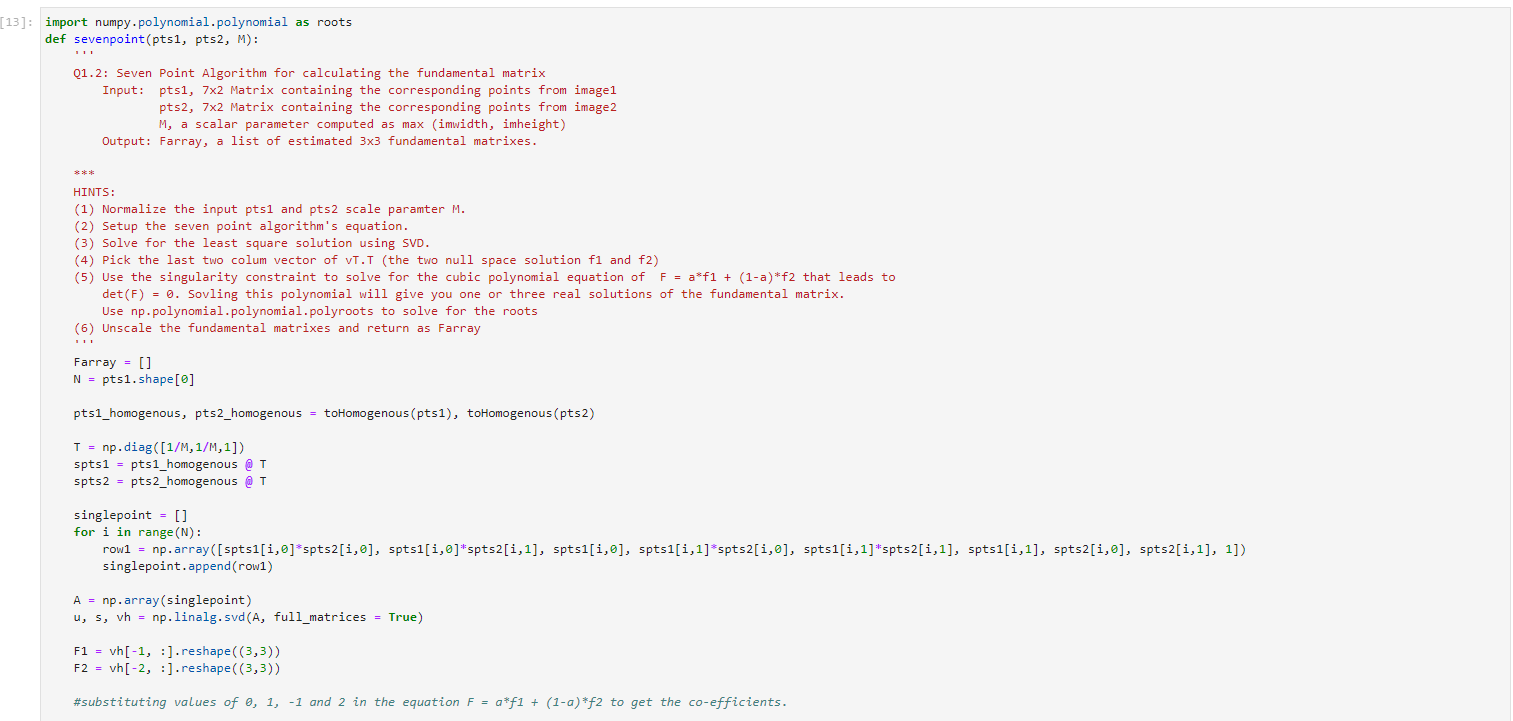 [13]: import numpy.polynomial.polynomial as roots
def sevenpoint(pts1, pts2, M):
    '''
    Q1.2: Seven Point Algorithm for calculating the fundamental matrix
        Input:  pts1, 7x2 Matrix containing the corresponding points from image1
                pts2, 7x2 Matrix containing the corresponding points from image2
                M, a scalar parameter computed as max (imwidth, imheight)
        Output: Farray, a list of estimated 3x3 fundamental matrixes.

    ***
    HINTS:
    (1) Normalize the input pts1 and pts2 scale paramter M.
    (2) Setup the seven point algorithm's equation.
    (3) Solve for the least square solution using SVD.
    (4) Pick the last two colum vector of vT.T (the two null space solution f1 and f2)
    (5) Use the singularity constraint to solve for the cubic polynomial equation of  F = a*f1 + (1-a)*f2 that leads to
        det(F) = 0. Sovling this polynomial will give you one or three real solutions of the fundamental matrix.
        Use np.polynomial.polynomial.polyroots to solve for the roots
    (6) Unscale the fundamental matrixes and return as Farray
    '''
    Farray = []
    N = pts1.shape[0]

    pts1_homogenous, pts2_homogenous = toHomogenous(pts1), toHomogenous(pts2)

    T = np.diag([1/M,1/M,1])
    spts1 = pts1_homogenous @ T
    spts2 = pts2_homogenous @ T

    singlepoint = []
    for i in range(N):
        row1 = np.array([spts1[i,0]*spts2[i,0], spts1[i,0]*spts2[i,1], spts1[i,0], spts1[i,1]*spts2[i,0], spts1[i,1]*spts2[i,1], spts1[i,1], spts2[i,0], spts2[i,1], 1])
        singlepoint.append(row1)

    A = np.array(singlepoint)
    u, s, vh = np.linalg.svd(A, full_matrices = True)

    F1 = vh[-1, :].reshape((3,3))
    F2 = vh[-2, :].reshape((3,3))

    #substituting values of 0, 1, -1 and 2 in the equation F = a*f1 + (1-a)*f2 to get the co-efficients.